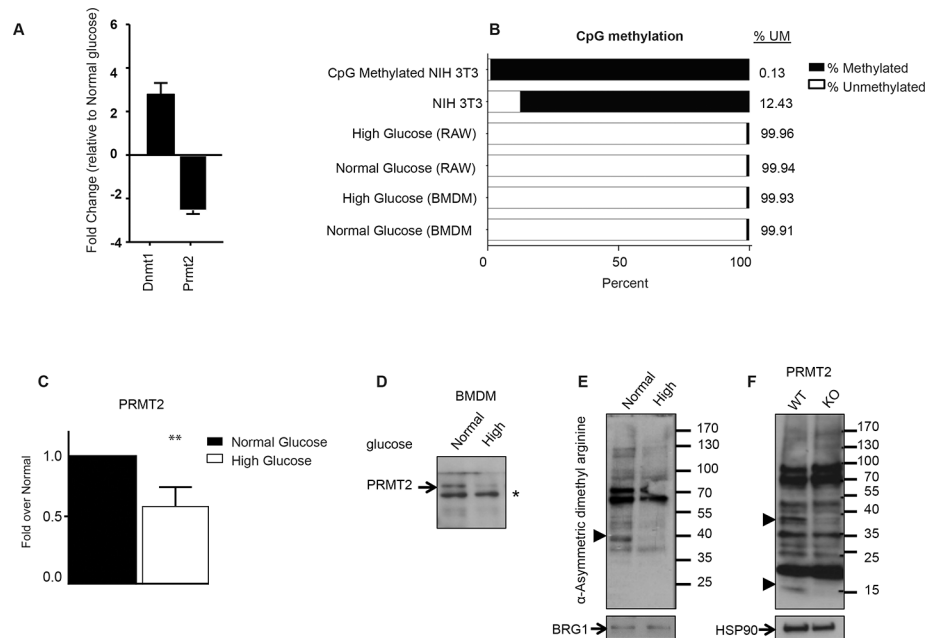 A
Fold Change (relative to Normal glucose)
6
4
2
0
-2
-4
Dnmt1
Prmt2
B
CpG methylation
% UM
CpG Methylated NIH 3T3
0.13
NIH 3T3
12.43
High Glucose (RAW)
99.96
Normal Glucose (RAW)
99.94
High Glucose (BMDM)
99.93
Normal Glucose (BMDM
99.91
0
50
100
Percent
% Methylated
% Unmethylated
C
PRMT2
**
Fold over Normal
1.0
0.5
0.0
Normal Glucose
High Glucose
D
BMDM
glucose
Normal
High
PRMT2
*
E
Normal
High
α-Asymmetric dimethyl arginine
170
130
100
70
55
40
35
25
BRG1
F
PRMT2
WT
KO
170
130
100
70
55
40
35
25
15
HSP90